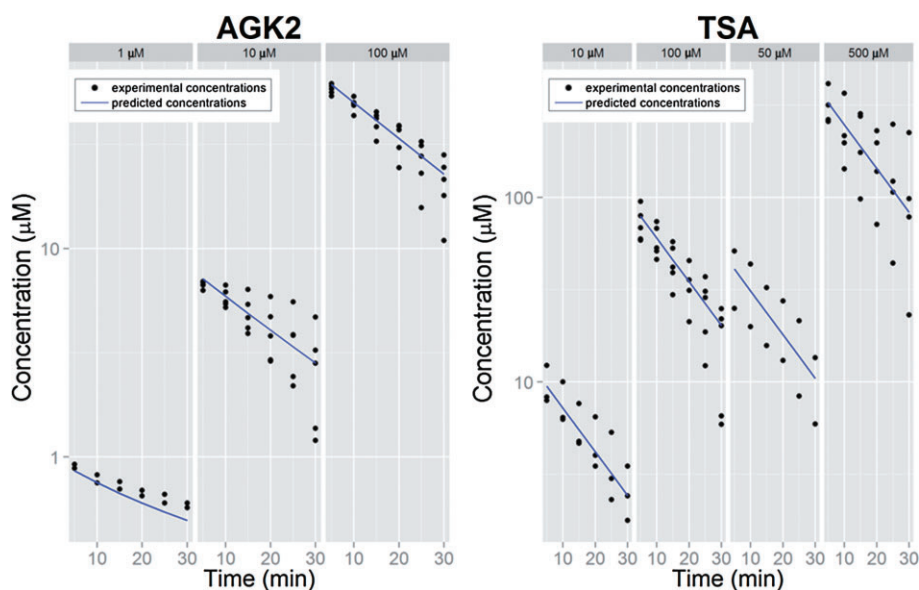 AGK2
1 μM 10 μM 100 μM
experimental concentrations
predicted concentrations
Concentration (μM)
10
1
10 20 30 10 20 30 10 20 30
Time (min)
TSA
10 μM 100 μM 50 μM 500 μM
experimental concentrations
predicted concentrations
Concentration (μM)
100
10
10 20 30 10 20 30 10 20 30 10 20 30
Time (min)